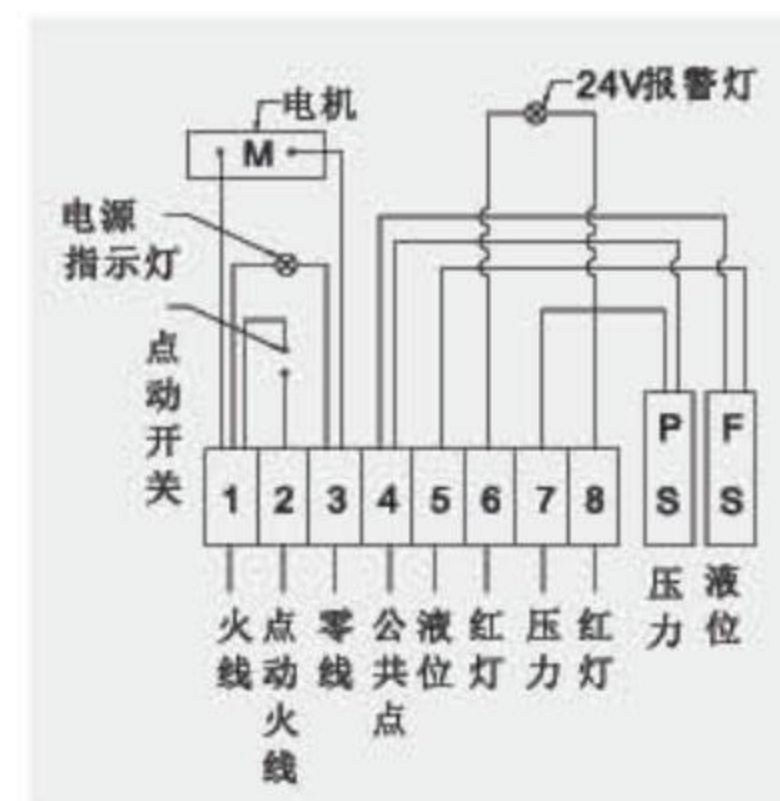 24V报警灯
电机
M
电源
指示灯
点动开关
P S
F S
1 2 3 4 5 6 7 8
压力
液位
火线
点动火线
零线
公共点
液位
红灯
压力
红灯